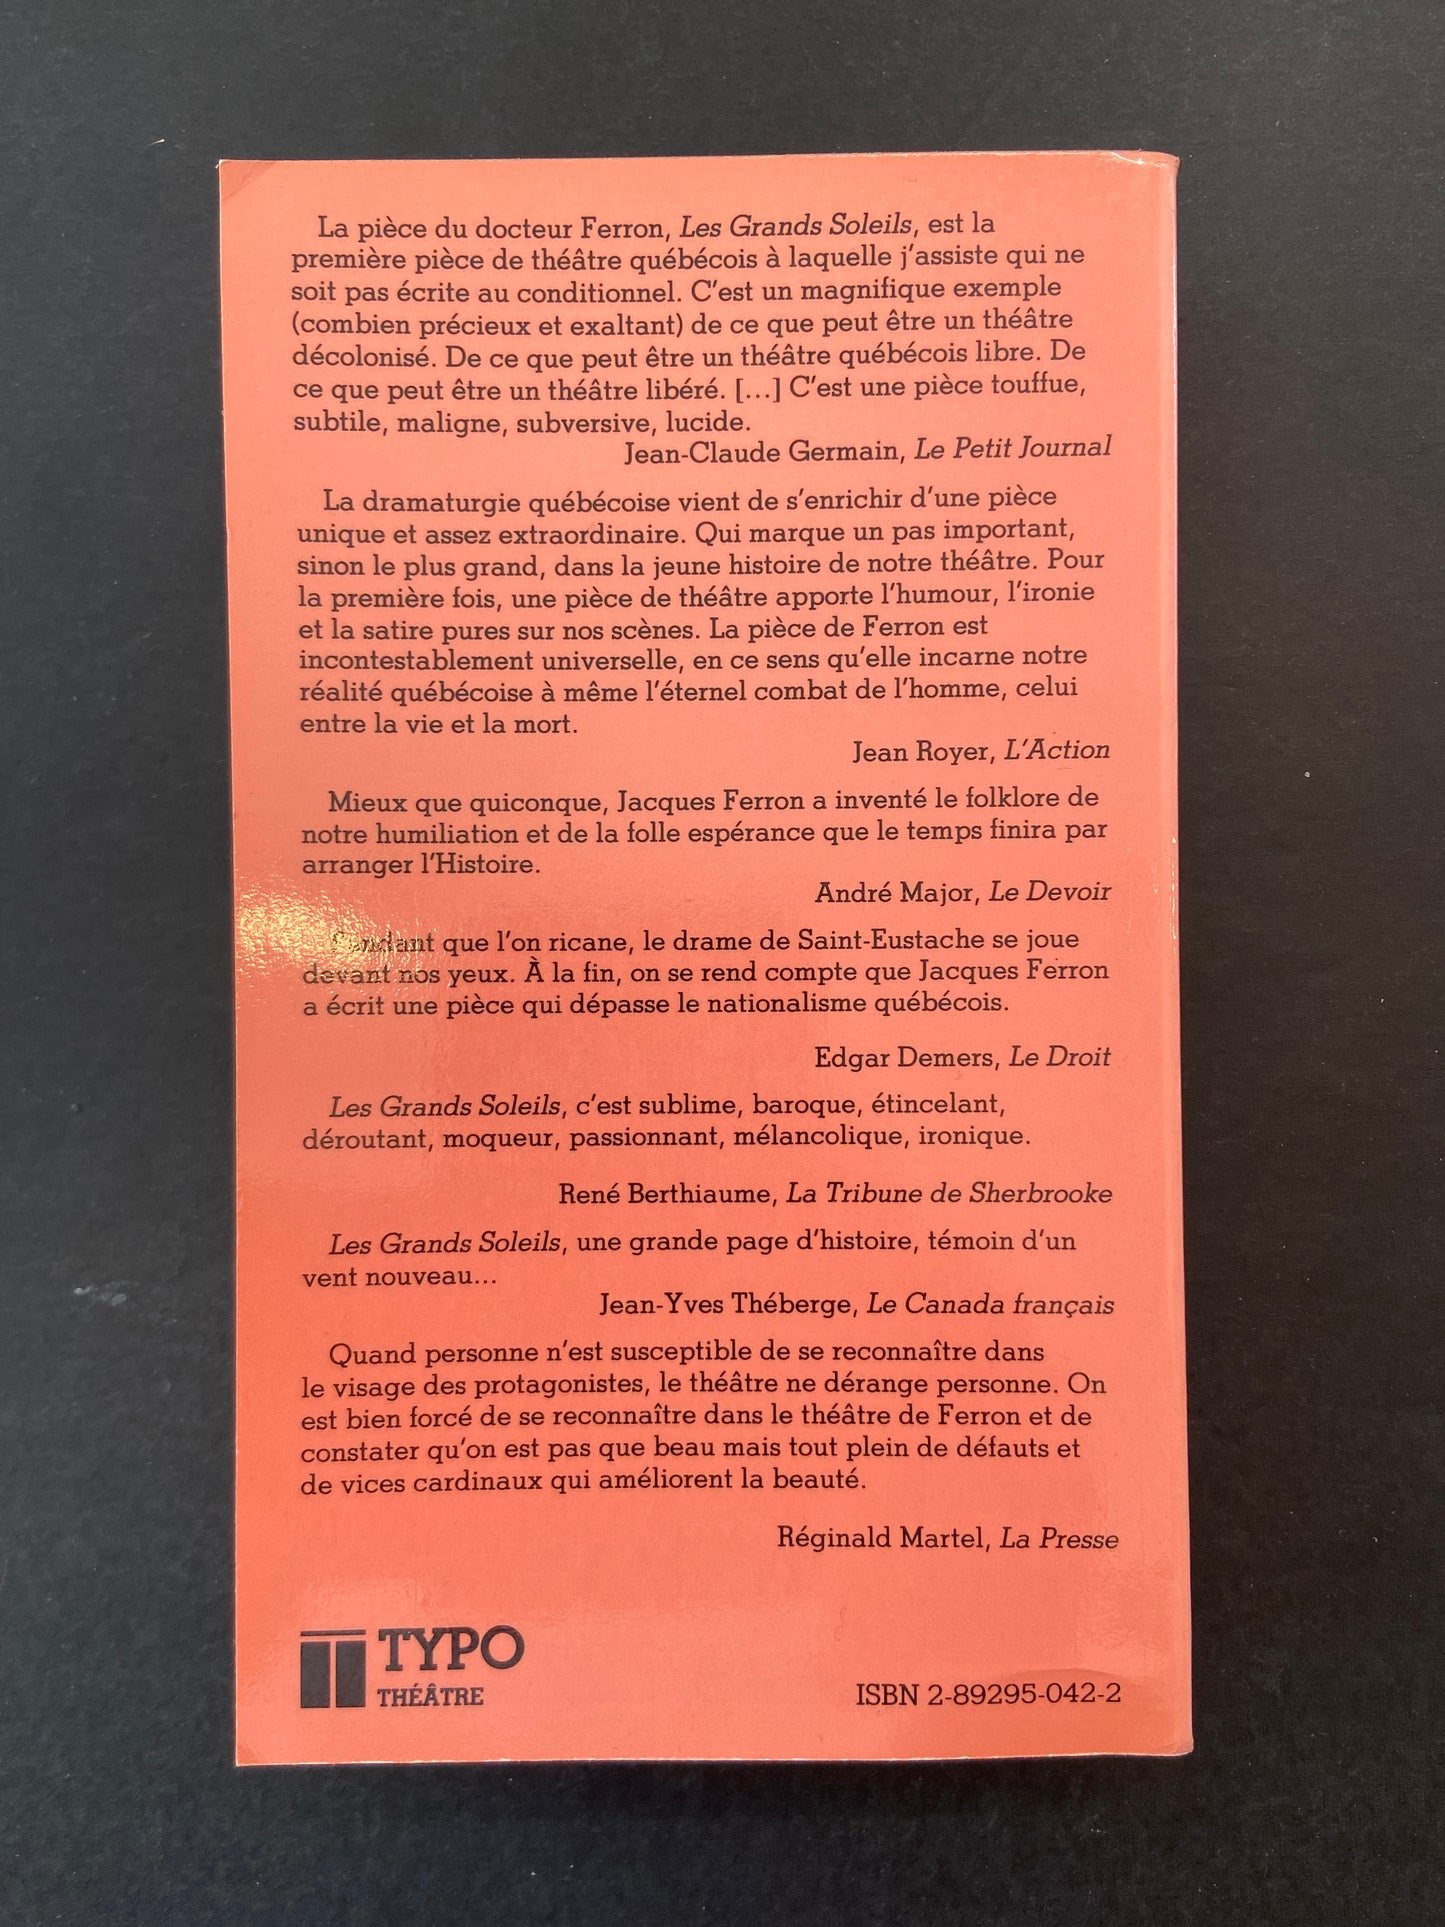 La pièce du docteur Ferron, Les Grands Soleils, est la
première pièce de théâtre québécois à laquelle j'assiste qui ne
soit pas écrite au conditionnel. C'est un magnifique exemple
(combien précieux et exaltant) de ce que peut être un théâtre
décolonisé. De ce que peut être un théâtre québécois libre. De
ce que peut être un théâtre libéré. [...] C'est une pièce touffue,
subtile, maligne, subversive, lucide.
Jean-Claude Germain, Le Petit Journal
La dramaturgie québécoise vient de s'enrichir d'une pièce
unique et assez extraordinaire. Qui marque un pas important,
sinon le plus grand, dans la jeune histoire de notre théâtre. Pour
la première fois, une pièce de théâtre apporte l'humour, l'ironie
et la satire pures sur nos scènes. La pièce de Ferron est
incontestablement universelle, en ce sens qu'elle incarne notre
réalité québécoise à même l'éternel combat de l'homme, celui
entre la vie et la mort.
Jean Royer, L'Action
Mieux que quiconque, Jacques Ferron a inventé le folklore de
notre humiliation et de la folle espérance que le temps finira par
arranger l'Histoire.
André Major, Le Devoir
Pendant que l'on ricane, le drame de Saint-Eustache se joue
devant nos yeux. À la fin, on se rend compte que Jacques Ferron
a écrit une pièce qui dépasse le nationalisme québécois.
Edgar Demers, Le Droit
Les Grands Soleils, c'est sublime, baroque, étincelant,
déroutant, moqueur, passionnant, mélancolique, ironique.
René Berthiaume, La Tribune de Sherbrooke
Les Grands Soleils, une grande page d'histoire, témoin d'un
vent nouveau...
Jean-Yves Théberge, Le Canada français
Quand personne n'est susceptible de se reconnaître dans
le visage des protagonistes, le théâtre ne dérange personne. On
est bien forcé de se reconnaître dans le théâtre de Ferron et de
constater qu'on est pas que beau mais tout plein de défauts et
de vices cardinaux qui améliorent la beauté.
Réginald Martel, La Presse
TYPO
THÉÂTRE
ISBN 2-89295-042-2